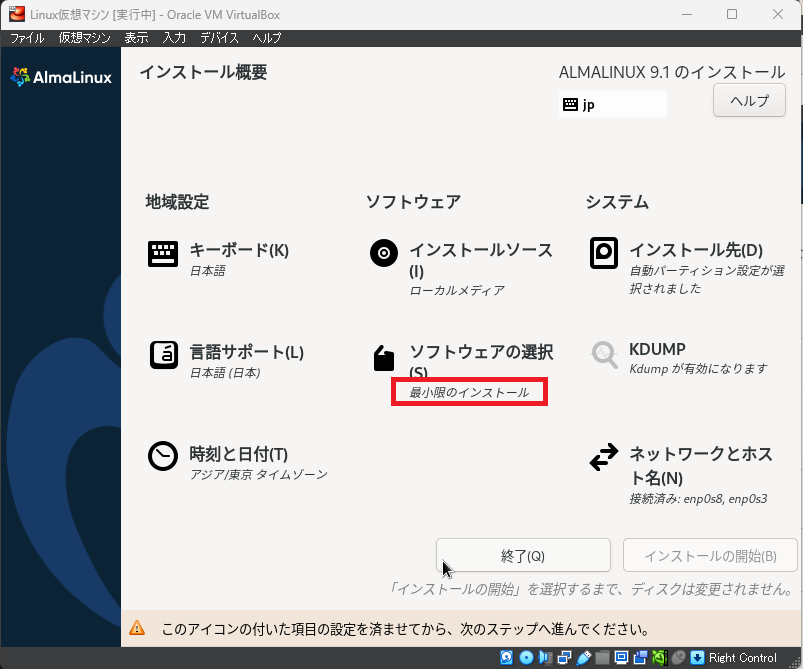 Linux仮想マシン [実行中] - Oracle VM VirtualBox
ファイル 仮想マシン 表示 入力 デバイス ヘルプ
AlmaLinux
インストール概要
ALMALINUX 9.1 のインストール
jp
ヘルプ
地域設定
キーボード(K)
日本語
言語サポート(L)
日本語 (日本)
時刻と日付(T)
アジア/東京 タイムゾーン
ソフトウェア
インストールソース
(I)
ローカルメディア
ソフトウェアの選択
(S)
最小限のインストール
システム
インストール先(D)
自動パーティション設定が選
択されました
KDUMP
Kdump が有効になります
ネットワークとホス
ト名(N)
接続済み: enp0s8, enp0s3
終了(Q)
インストールの開始(B)
「インストールの開始」を選択するまで、ディスクは変更されません。
このアイコンの付いた項目の設定を済ませてから、次のステップへ進んでください。
Right Control